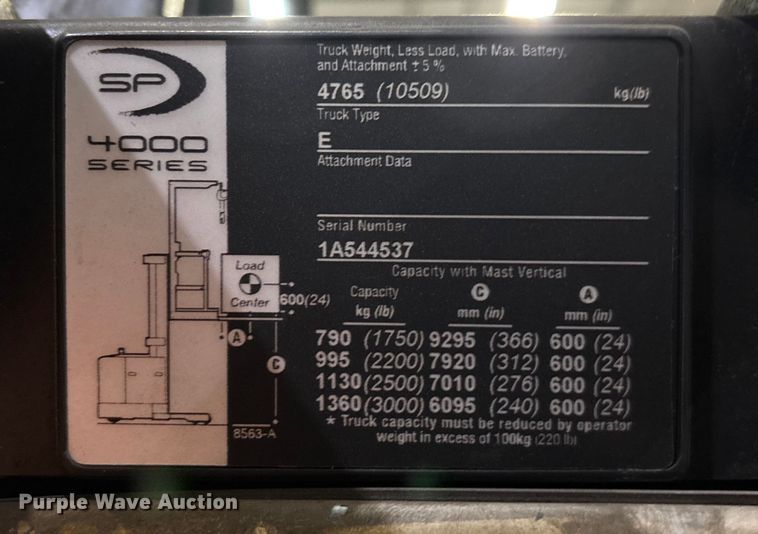 SP
4000
SERIES
Load
Center
600(24)
A
C
8563-A
Truck Weight, Less Load, with Max. Battery,
and Attachment ± 5 %
4765 (10509) kg(lb)
Truck Type
E
Attachment Data
Serial Number
1A544537
Capacity with Mast Vertical
Capacity C A
kg (lb) mm (in) mm (in)
790 (1750) 9295 (366) 600 (24)
995 (2200) 7920 (312) 600 (24)
1130 (2500) 7010 (276) 600 (24)
1360 (3000) 6095 (240) 600 (24)
* Truck capacity must be reduced by operator
weight in excess of 100kg (220 lb)
Purple Wave Auction